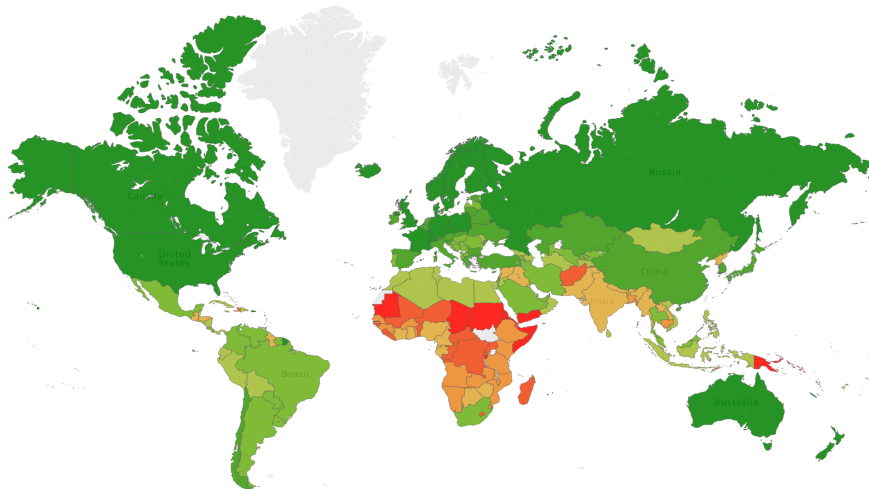 Canada
Russia
United
States
China
India
Brazil
Australia